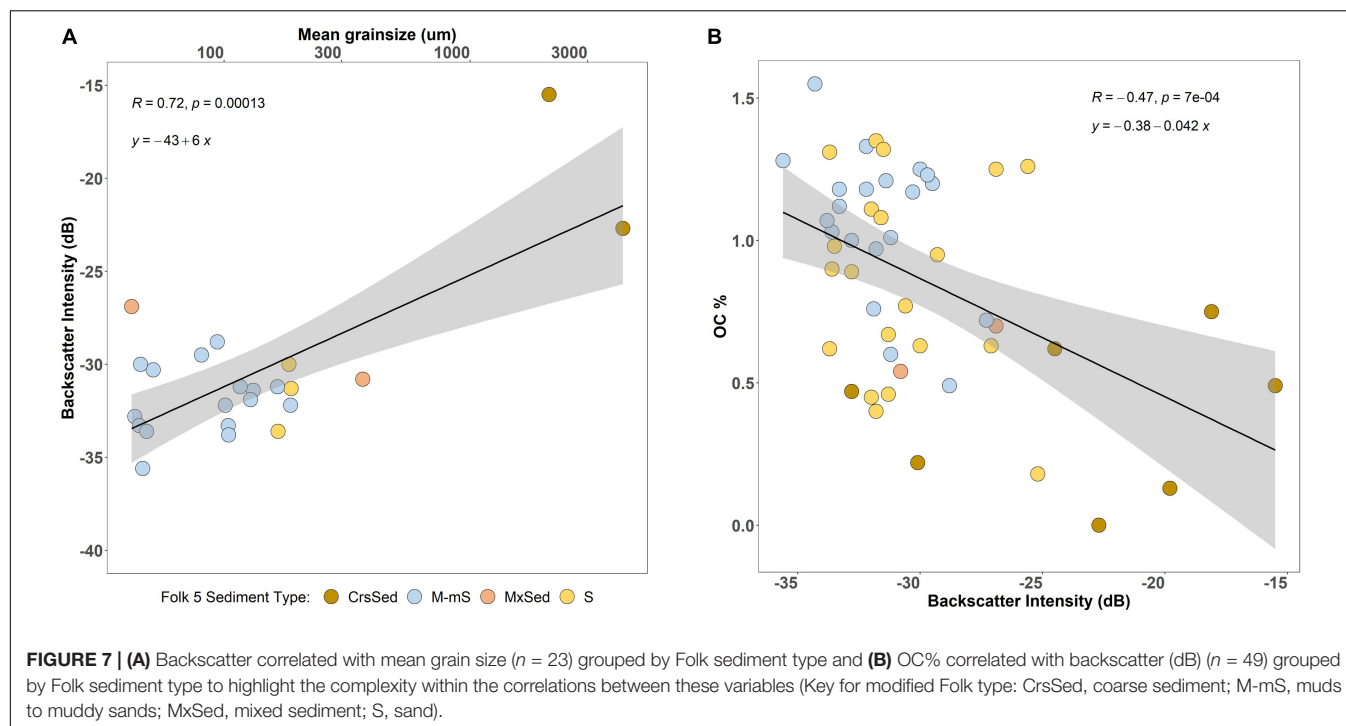 A
Mean grainsize (um)
100 300 1000 3000
-15
-20
-25
-30
-35
-40
Backscatter Intensity (dB)
R = 0.72, p = 0.00013
y = −43 + 6 x
Folk 5 Sediment Type: CrsSed M-mS MxSed S
B
1.5
1.0
0.5
0.0
OC %
R = −0.47, p = 7e−04
y = −0.38 − 0.042 x
-35 -30 -25 -20 -15
Backscatter Intensity (dB)
FIGURE 7 | (A) Backscatter correlated with mean grain size (n = 23) grouped by Folk sediment type and (B) OC% correlated with backscatter (dB) (n = 49) grouped
by Folk sediment type to highlight the complexity within the correlations between these variables (Key for modified Folk type: CrsSed, coarse sediment; M-mS, muds
to muddy sands; MxSed, mixed sediment; S, sand).